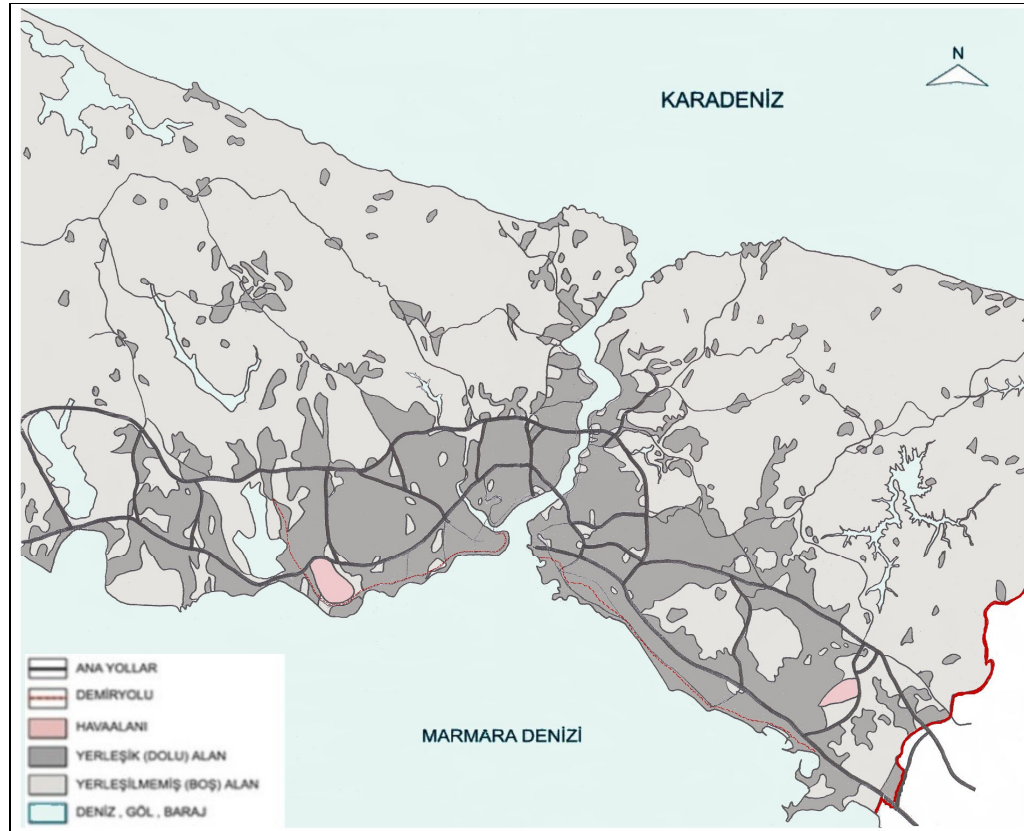 N
KARADENİZ
MARMARA DENİZİ
ANA YOLLAR
DEMİRYOLU
HAVAALANI
YERLEŞİK (DOLU) ALAN
YERLEŞİLMEMİŞ (BOŞ) ALAN
DENİZ , GÖL , BARAJ